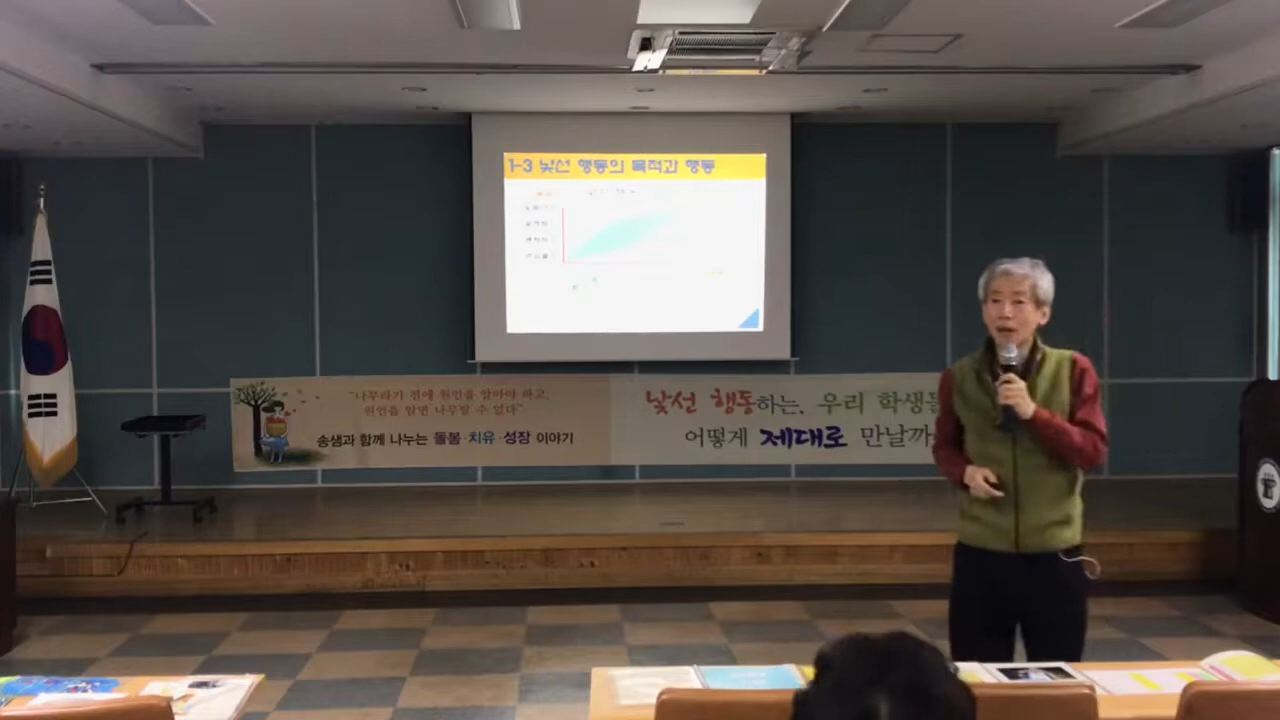 1-3 낯선 행동의 목적과 행동
"나무라기 전에 원인을 알아야 하고,
원인을 알면 나무랄 수 없다"
송샘과 함께 나누는 돌봄·치유·성장 이야기
낯선 행동하는, 우리 학생들
어떻게 제대로 만날까